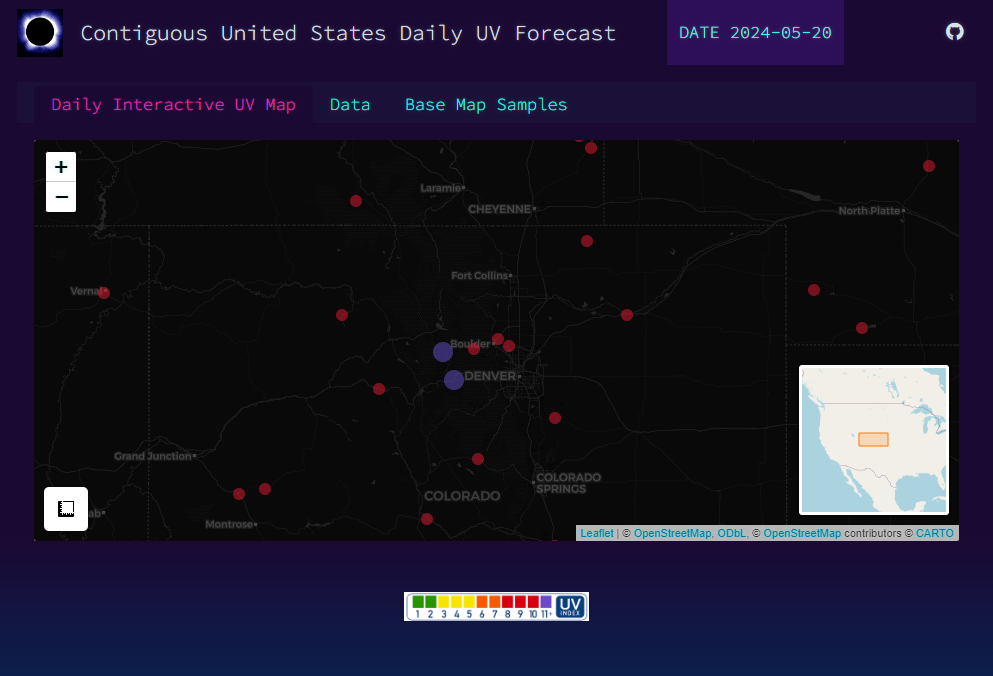 Contiguous United States Daily UV Forecast
DATE 2024-05-20
Daily Interactive UV Map
Data
Base Map Samples
+
−
Laramie
CHEYENNE
North Platte
Fort Collins
Vernal
Boulder
DENVER
Grand Junction
COLORADO
SPRINGS
COLORADO
ab
Montrose
Leaflet | © OpenStreetMap, ODbL, © OpenStreetMap contributors © CARTO
1 2 3 4 5 6 7 8 9 10 11+
UV
INDEX